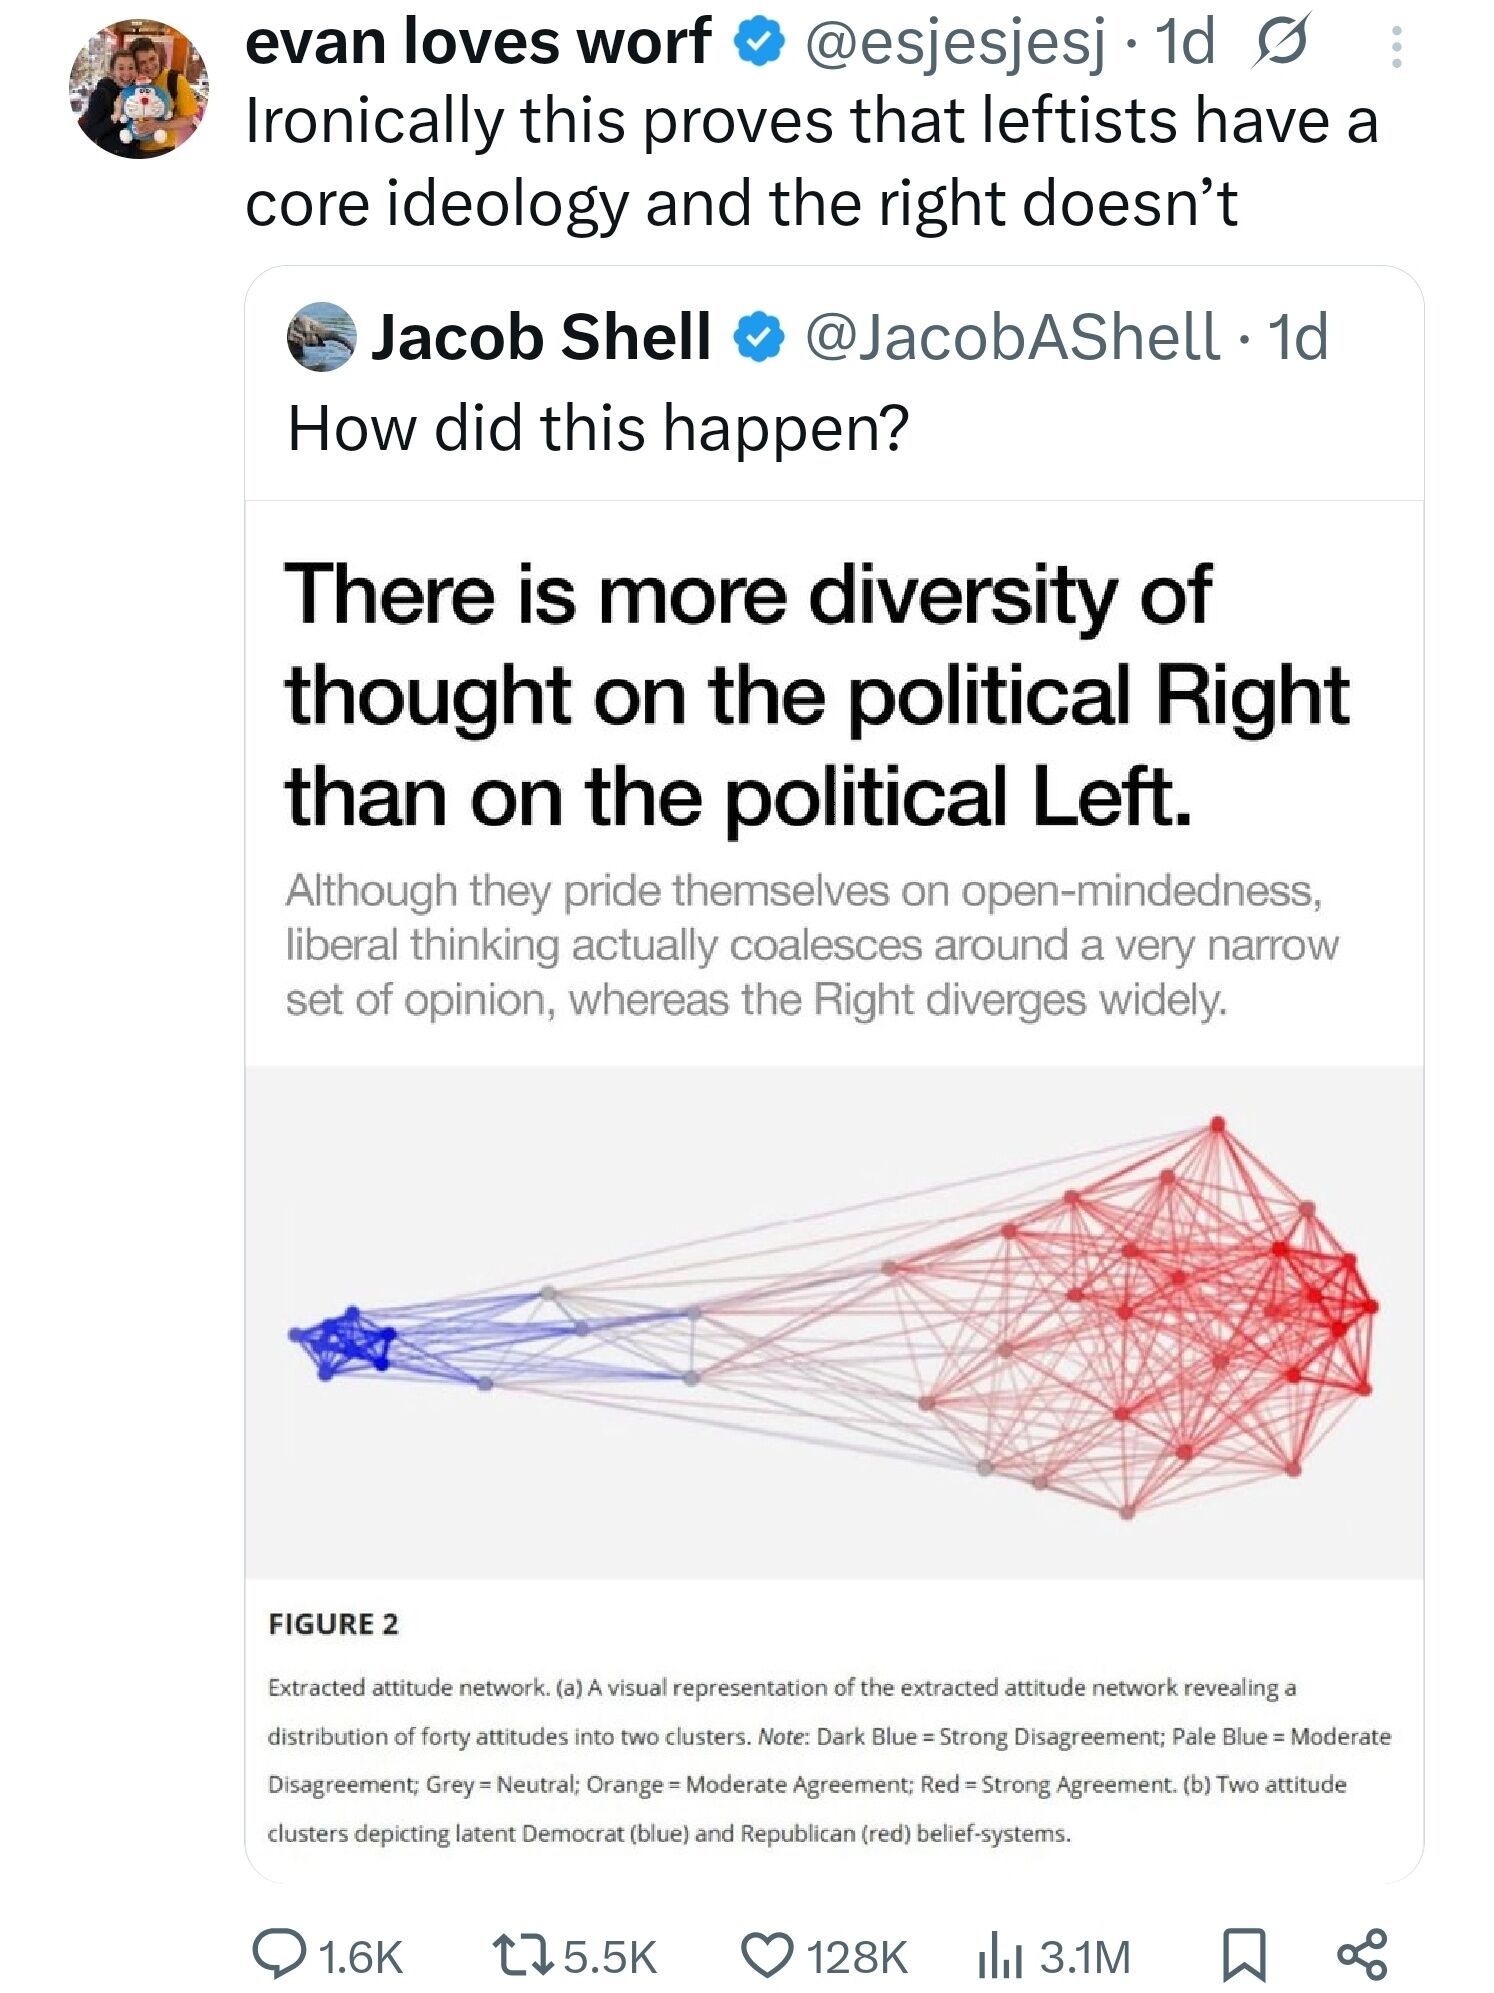 evan loves worf @esjesjesj · 1d
Ironically this proves that leftists have a
core ideology and the right doesn’t
Jacob Shell @JacobAShell · 1d
How did this happen?
There is more diversity of
thought on the political Right
than on the political Left.
Although they pride themselves on open-mindedness,
liberal thinking actually coalesces around a very narrow
set of opinion, whereas the Right diverges widely.
FIGURE 2
Extracted attitude network. (a) A visual representation of the extracted attitude network revealing a
distribution of forty attitudes into two clusters. Note: Dark Blue = Strong Disagreement; Pale Blue = Moderate
Disagreement; Grey = Neutral; Orange = Moderate Agreement; Red = Strong Agreement. (b) Two attitude
clusters depicting latent Democrat (blue) and Republican (red) belief-systems.
1.6K 5.5K 128K 3.1M